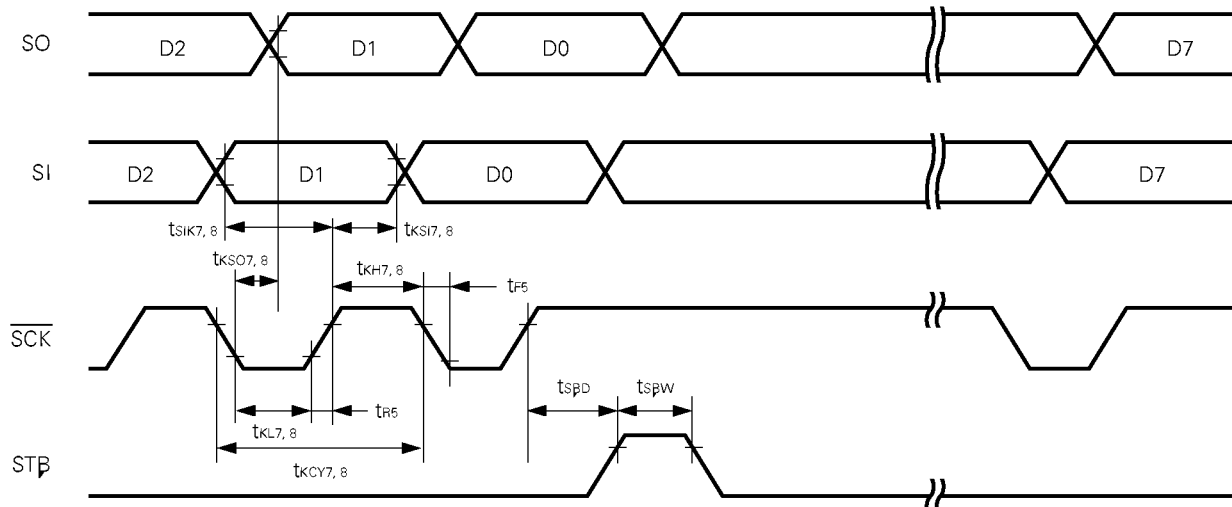 SO D2 D1 D0 D7
SI D2 D1 D0 D7
tSIK7, 8 tKSI7, 8
tKSO7, 8 tKH7, 8 tF5
SCK
tSBD tSBW
tR5
tKL7, 8
STB tKCY7, 8